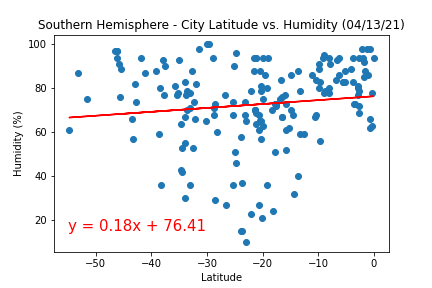 Southern Hemisphere - City Latitude vs. Humidity (04/13/21)
100
80
60
40
20
Humidity (%)
y = 0.18x + 76.41
−50 −40 −30 −20 −10 0
Latitude